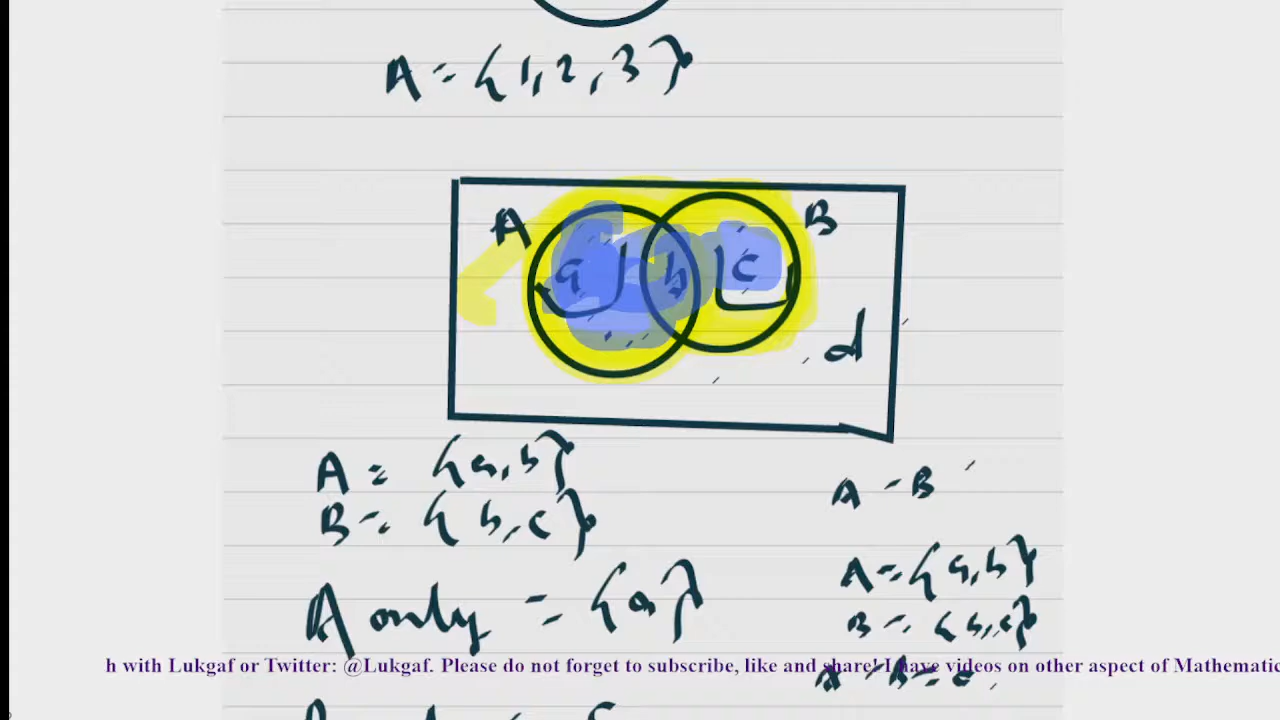 A = {1, 2, 3}
A B
a b c
d
A = {a, b}
B = {b, c}
A only = {a}
A - B
A = {a, b}
B = {b, c}
h with Lukgaf or Twitter: @Lukgaf. Please do not forget to subscribe, like and share! I have videos on other aspect of Mathematic